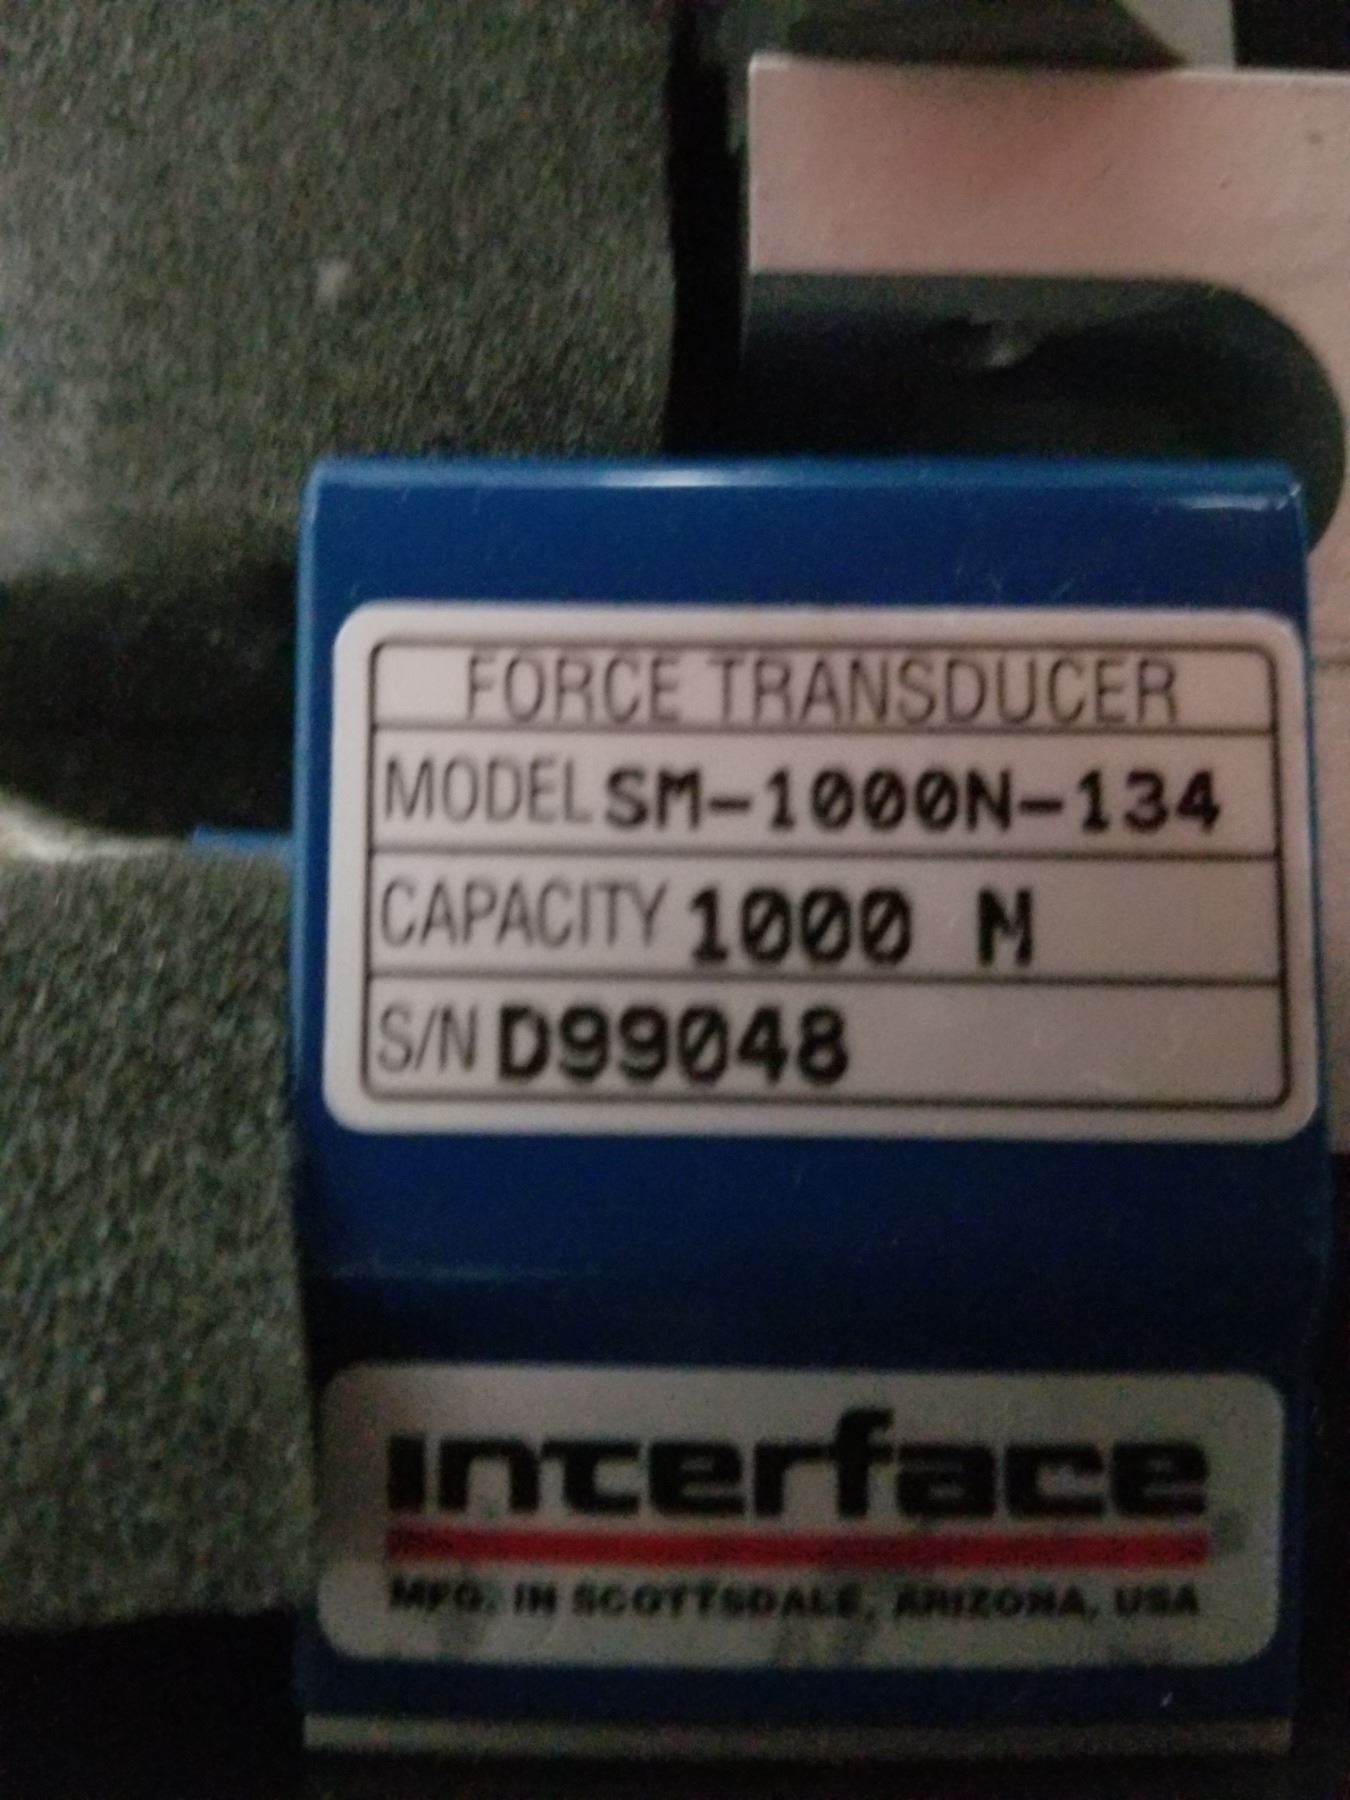 FORCE TRANSDUCER
MODEL SM-1000N-134
CAPACITY 1000 N
S/N D99048
interface
MFG. IN SCOTTSDALE, ARIZONA, USA